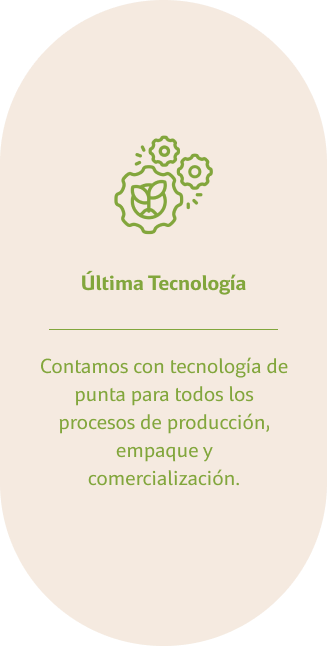 Última Tecnología
Contamos con tecnología de
punta para todos los
procesos de producción,
empaque y
comercialización.